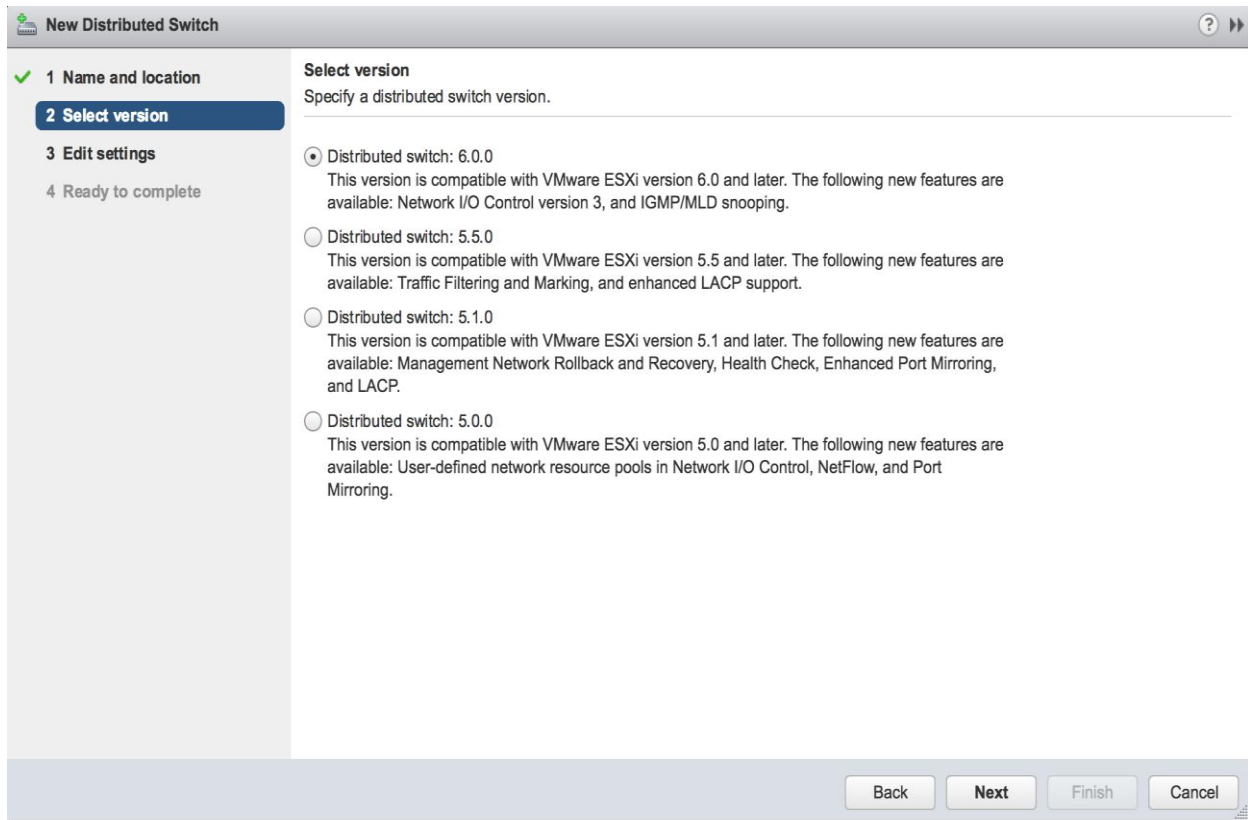 New Distributed Switch
?
1 Name and location
2 Select version
3 Edit settings
4 Ready to complete
Select version
Specify a distributed switch version.
Distributed switch: 6.0.0
This version is compatible with VMware ESXi version 6.0 and later. The following new features are
available: Network I/O Control version 3, and IGMP/MLD snooping.
Distributed switch: 5.5.0
This version is compatible with VMware ESXi version 5.5 and later. The following new features are
available: Traffic Filtering and Marking, and enhanced LACP support.
Distributed switch: 5.1.0
This version is compatible with VMware ESXi version 5.1 and later. The following new features are
available: Management Network Rollback and Recovery, Health Check, Enhanced Port Mirroring,
and LACP.
Distributed switch: 5.0.0
This version is compatible with VMware ESXi version 5.0 and later. The following new features are
available: User-defined network resource pools in Network I/O Control, NetFlow, and Port
Mirroring.
Back
Next
Finish
Cancel